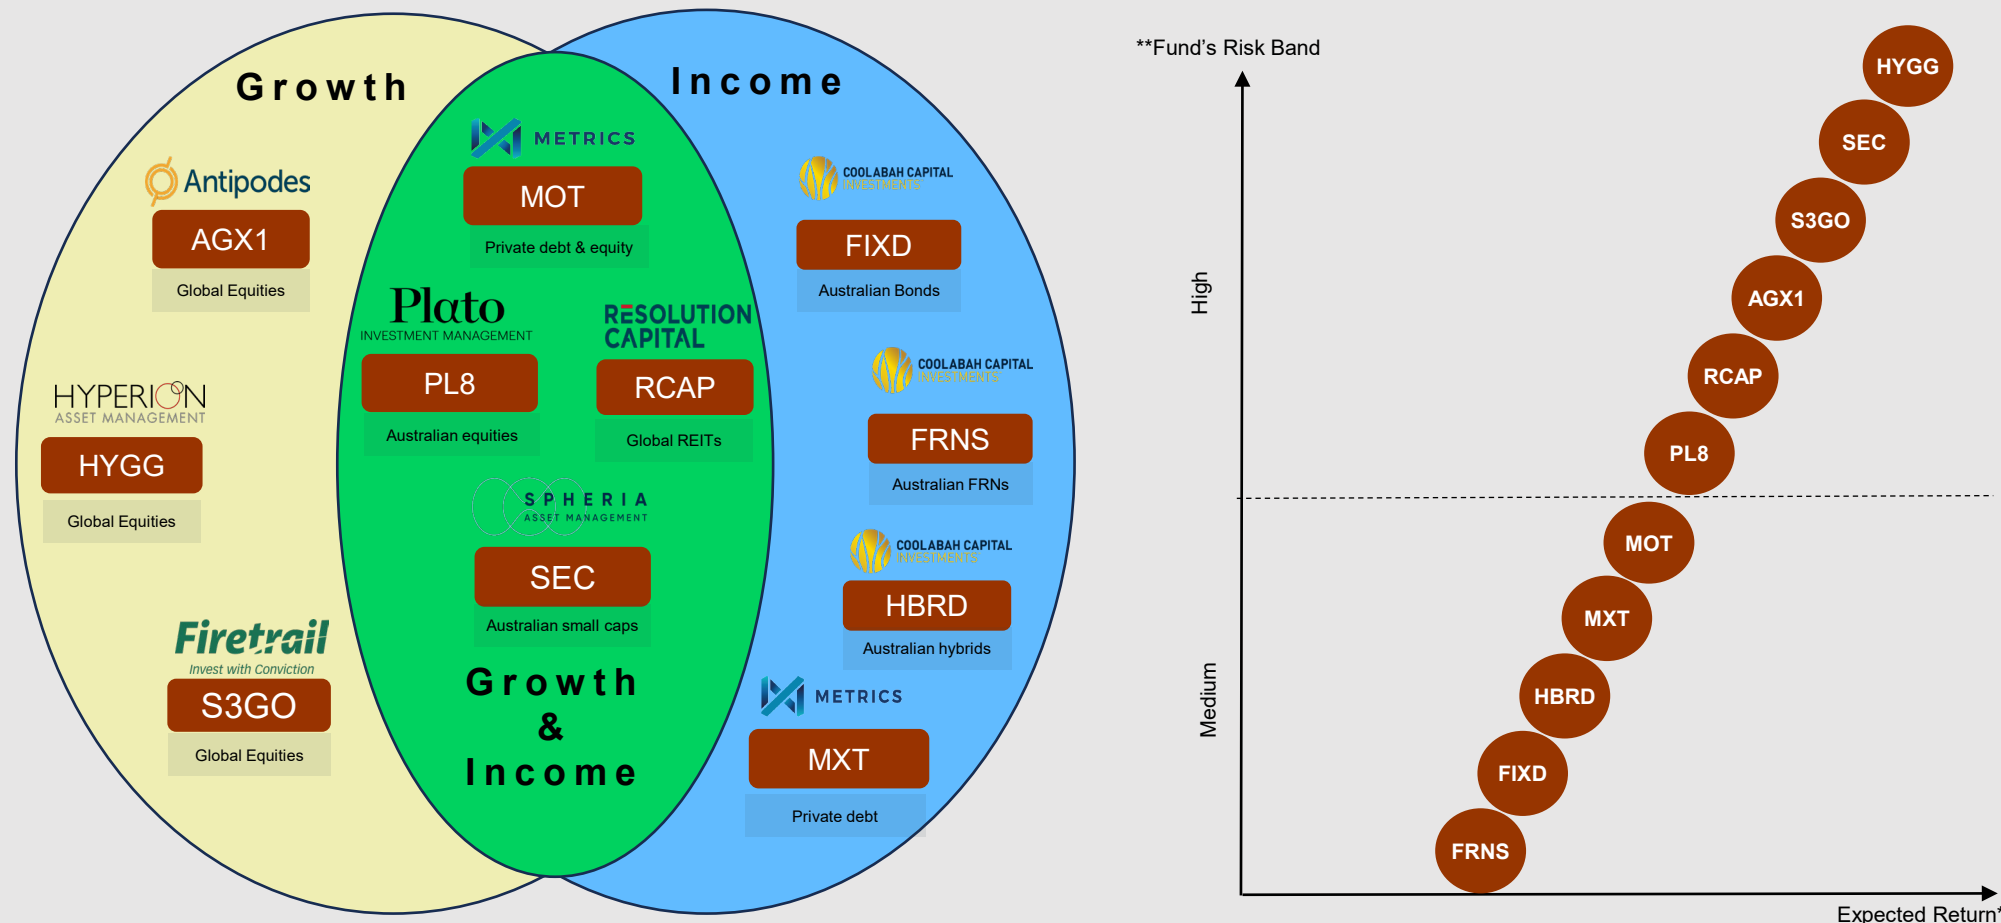 Growth
Income
METRICS
MOT
Private debt & equity
Antipodes
AGX1
Global Equities
COOLABAH CAPITAL
INVESTMENTS
FIXD
Australian Bonds
Plato
INVESTMENT MANAGEMENT
PL8
Australian equities
RESOLUTION
CAPITAL
RCAP
Global REITs
COOLABAH CAPITAL
INVESTMENTS
FRNS
Australian FRNs
HYPERION
ASSET MANAGEMENT
HYGG
Global Equities
SPHERIA
ASSET MANAGEMENT
SEC
Australian small caps
COOLABAH CAPITAL
INVESTMENTS
HBRD
Australian hybrids
Firetrail
Invest with Conviction
S3GO
Global Equities
Growth
&
Income
METRICS
MXT
Private debt
**Fund's Risk Band
High
Medium
HYGG
SEC
S3GO
AGX1
RCAP
PL8
MOT
MXT
HBRD
FIXD
FRNS
Expected Return*